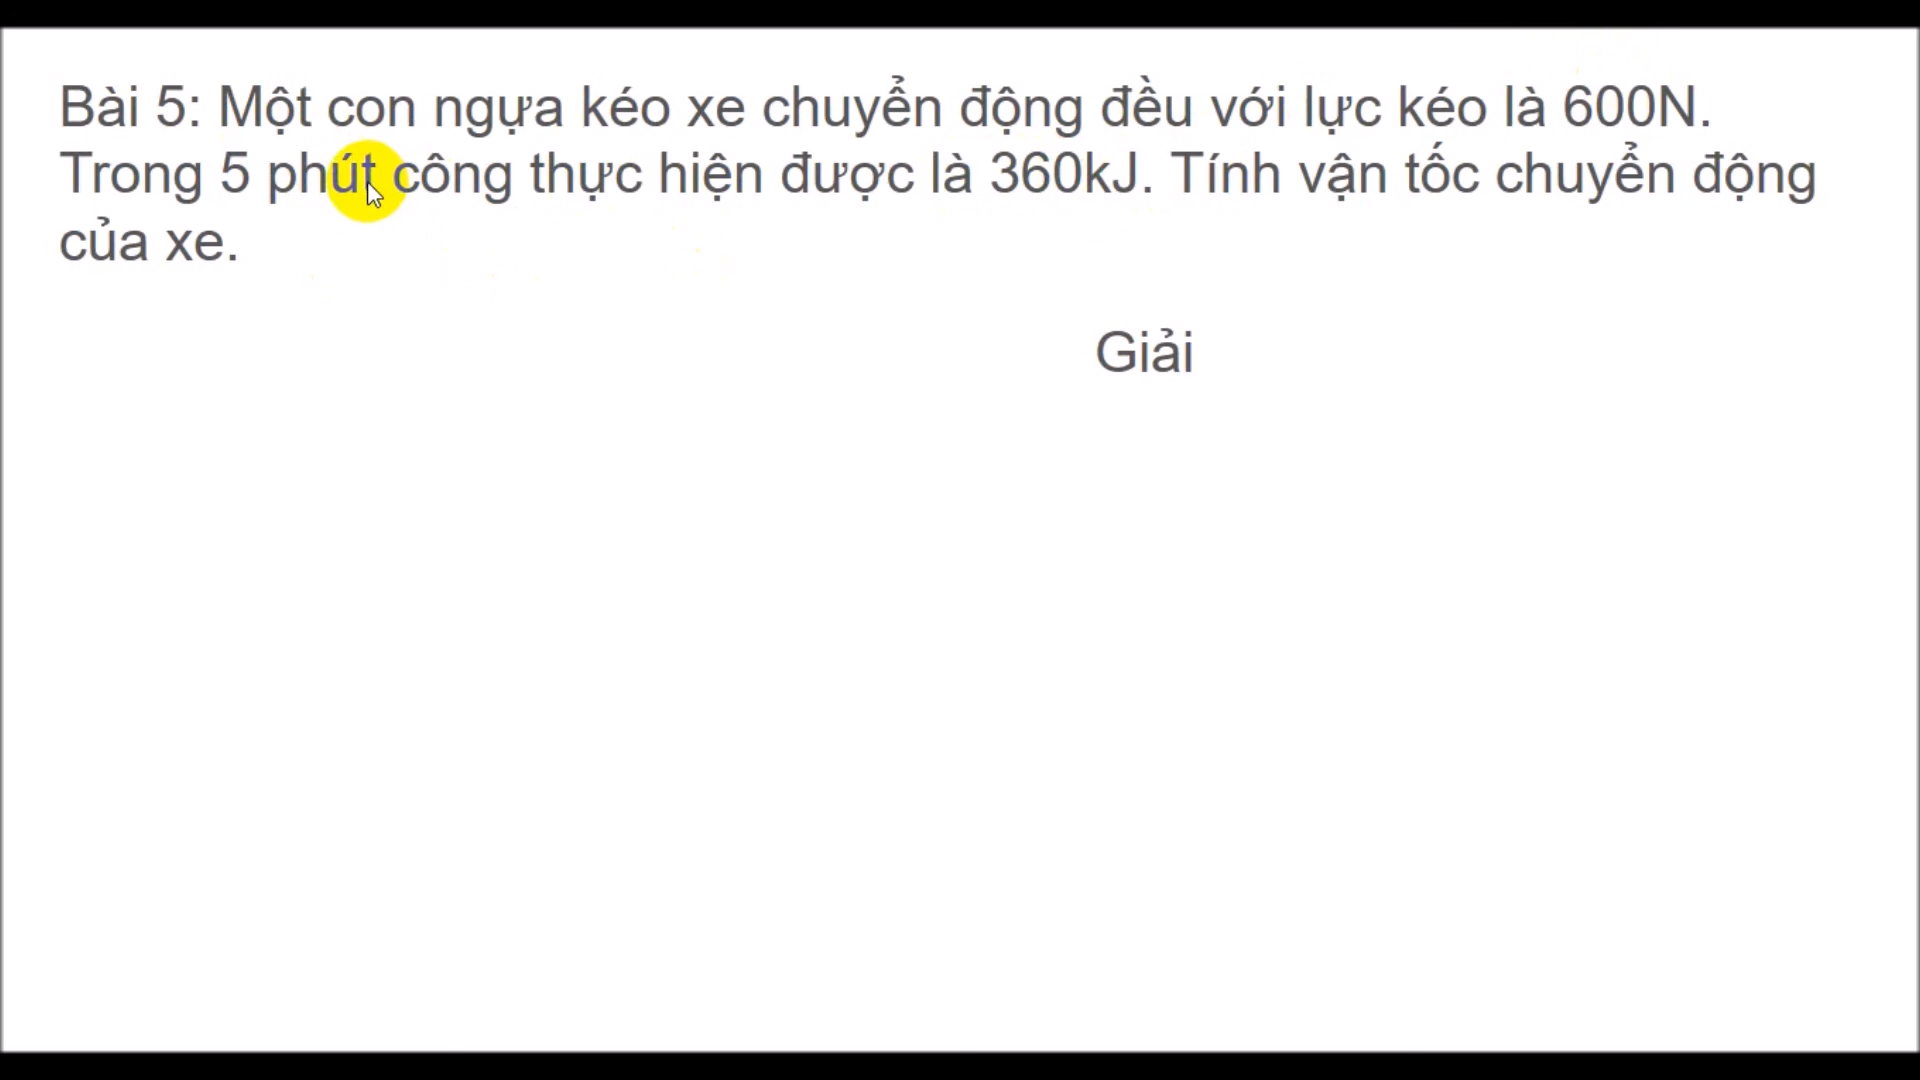 Bài 5: Một con ngựa kéo xe chuyển động đều với lực kéo là 600N.
Trong 5 phút công thực hiện được là 360kJ. Tính vận tốc chuyển động
của xe.
Giải